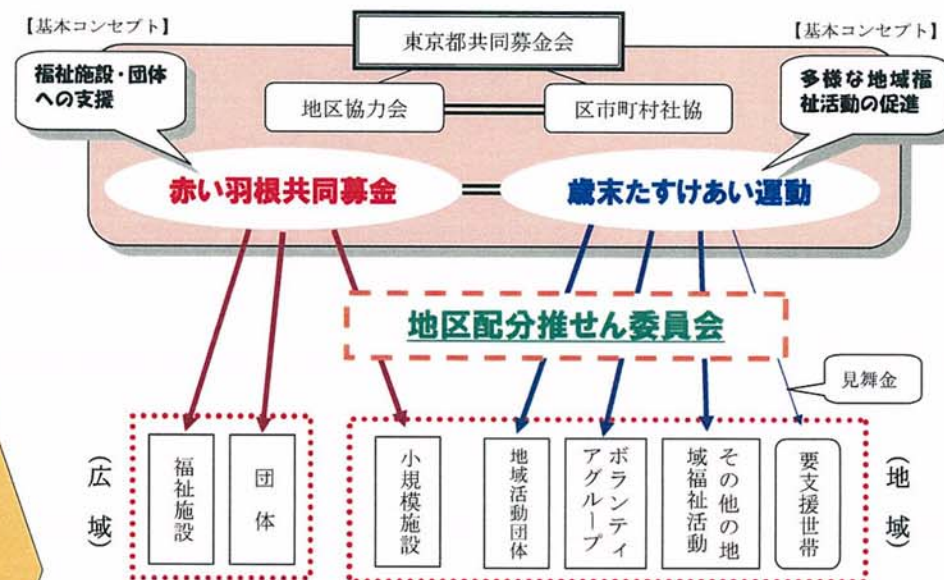 【基本コンセプト】
東京都共同募金会
【基本コンセプト】
福祉施設・団体
への支援
多様な地域福
祉活動の促進
地区協力会
区市町村社協
赤い羽根共同募金
歳末たすけあい運動
地区配分推せん委員会
見舞金
（広域）
福祉施設
団体
小規模施設
地域活動団体
ボランティ
アグループ
その他の地
域福祉活動
要支援世帯
（地域）